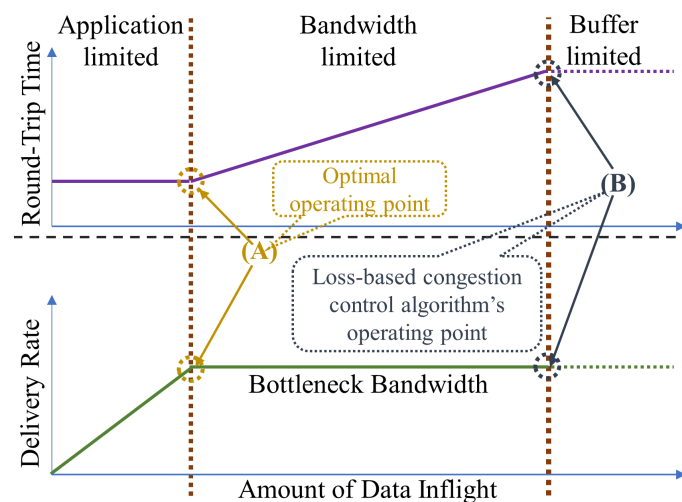 Application
limited
Bandwidth
limited
Buffer
limited
Round-Trip Time
Optimal
operating point
(A)
(B)
Loss-based congestion
control algorithm's
operating point
Delivery Rate
Bottleneck Bandwidth
Amount of Data Inflight